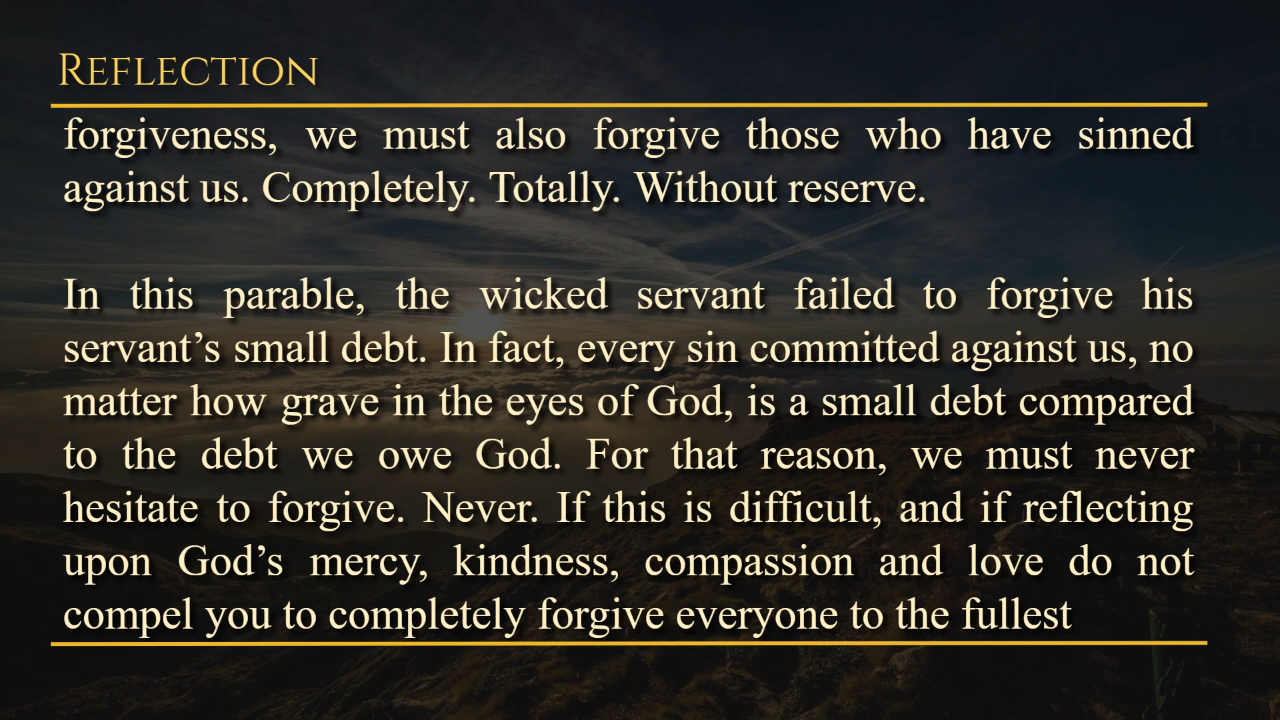 Reflection
forgiveness, we must also forgive those who have sinned
against us. Completely. Totally. Without reserve.
In this parable, the wicked servant failed to forgive his
servant’s small debt. In fact, every sin committed against us, no
matter how grave in the eyes of God, is a small debt compared
to the debt we owe God. For that reason, we must never
hesitate to forgive. Never. If this is difficult, and if reflecting
upon God’s mercy, kindness, compassion and love do not
compel you to completely forgive everyone to the fullest